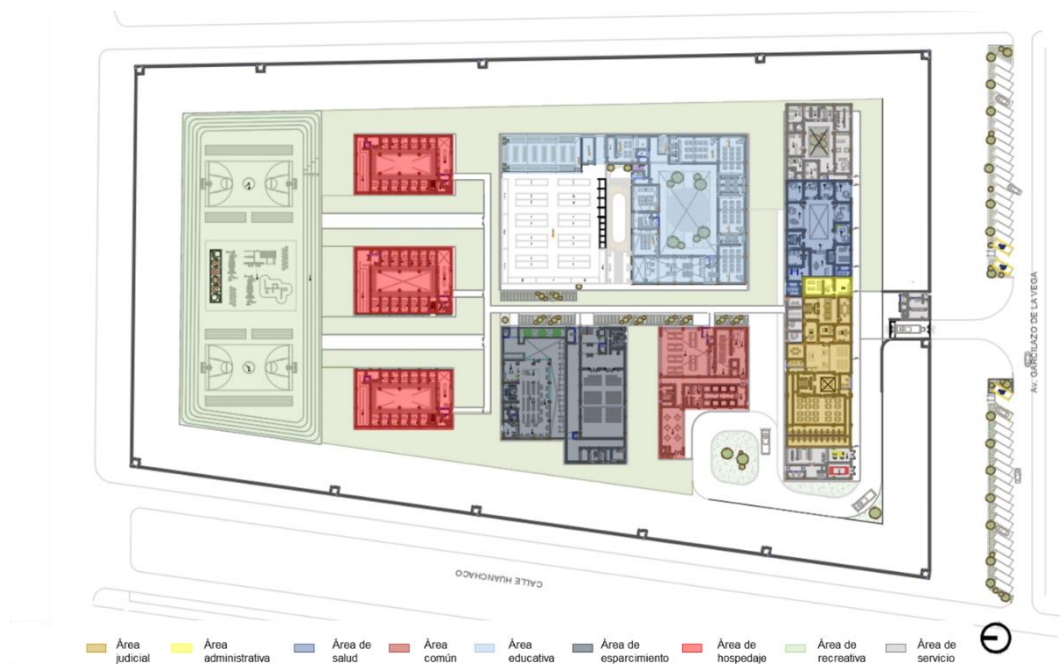 Av. GARCILAZO DE LA VEGA
CALLE HUANCHACO
Área
judicial
Área
administrativa
Área de
salud
Área
común
Área
educativa
Área de
esparcimiento
Área de
hospedaje
Área de
recreativa
Área de
servicio